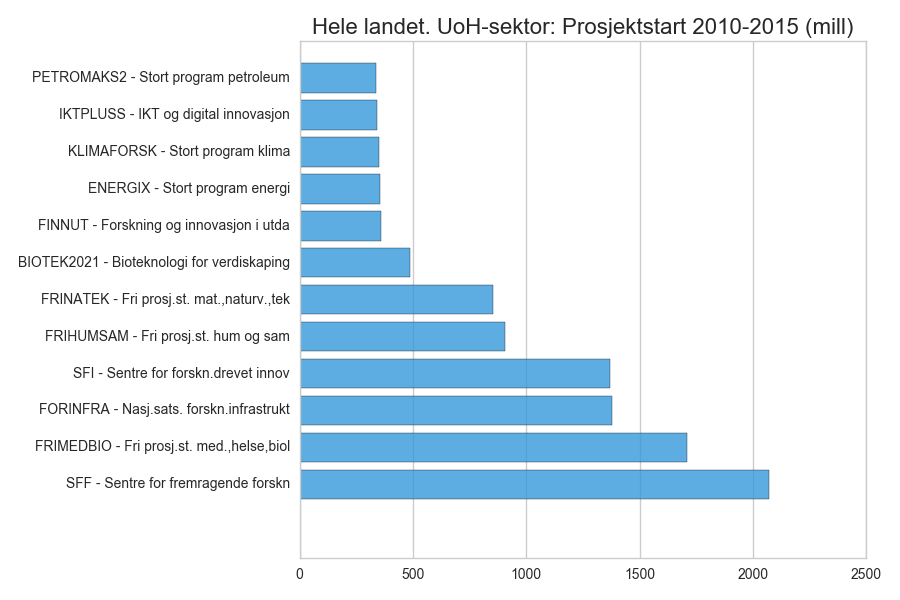 Hele landet. UoH-sektor: Prosjektstart 2010-2015 (mill)
PETROMAKS2 - Stort program petroleum
IKTPLUSS - IKT og digital innovasjon
KLIMAFORSK - Stort program klima
ENERGIX - Stort program energi
FINNUT - Forskning og innovasjon i utda
BIOTEK2021 - Bioteknologi for verdiskaping
FRINATEK - Fri prosj.st. mat.,naturv.,tek
FRIHUMSAM - Fri prosj.st. hum og sam
SFI - Sentre for forskn.drevet innov
FORINFRA - Nasj.sats. forskn.infrastrukt
FRIMEDBIO - Fri prosj.st. med.,helse,biol
SFF - Sentre for fremragende forskn
0 500 1000 1500 2000 2500